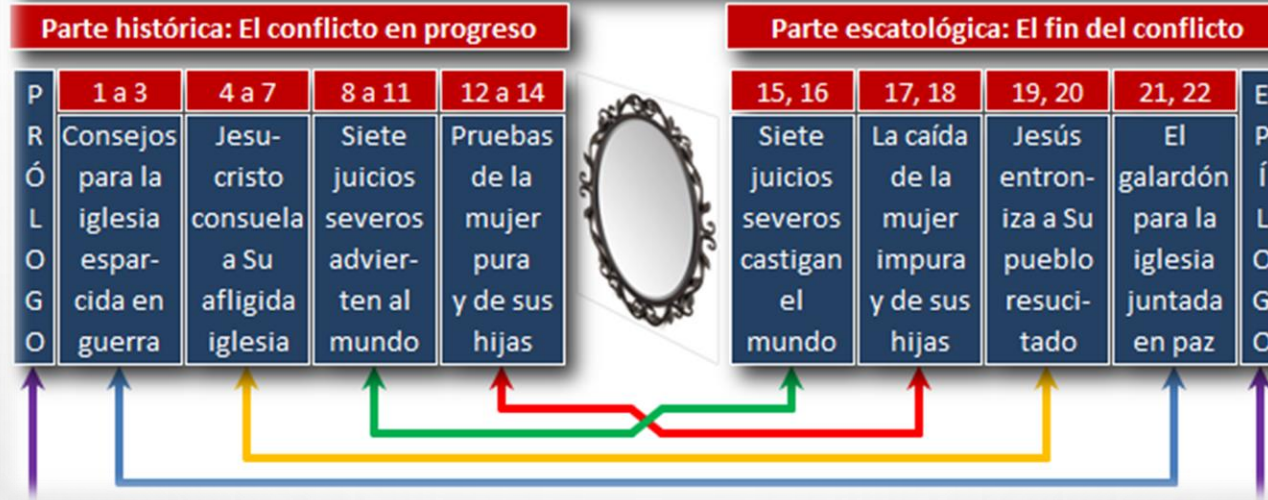 Parte histórica: El conflicto en progreso
Parte escatológica: El fin del conflicto
P
R
Ó
L
O
G
O
1 a 3
Consejos
para la
iglesia
espar-
cida en
guerra
4 a 7
Jesu-
cristo
consuela
a Su
afligida
iglesia
8 a 11
Siete
juicios
severos
advier-
ten al
mundo
12 a 14
Pruebas
de la
mujer
pura
y de sus
hijas
15, 16
Siete
juicios
severos
castigan
el
mundo
17, 18
La caída
de la
mujer
impura
y de sus
hijas
19, 20
Jesús
entron-
iza a Su
pueblo
resuci-
tado
21, 22
El
galardón
para la
iglesia
juntada
en paz
E
P
Í
L
O
G
O